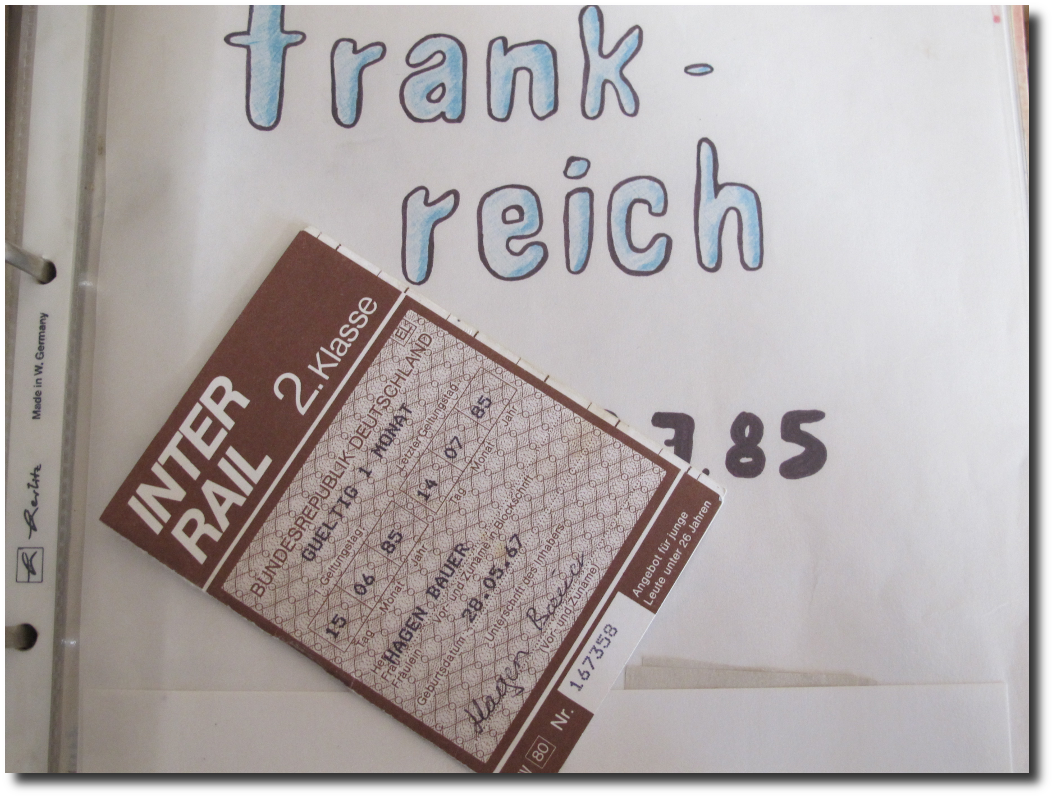 frank-
reich
7.85
Made in W. Germany
INTER
RAIL
2. Klasse
EL
BUNDESREPUBLIK DEUTSCHLAND
GUELTIG 1 MONAT
1. Geltungstag
Letzter Geltungstag
15 06 85
14 07 85
Tag Monat Jahr
Tag Monat Jahr
HAGEN BAUER
Vor- und Zuname in Blockschrift
Fräulein
Geburtsdatum 28.05.67
Unterschrift des Inhabers
Hagen Bauer
(Vor- und Zuname)
Nr. 167358
80
Angebot für junge
Leute unter 26 Jahren